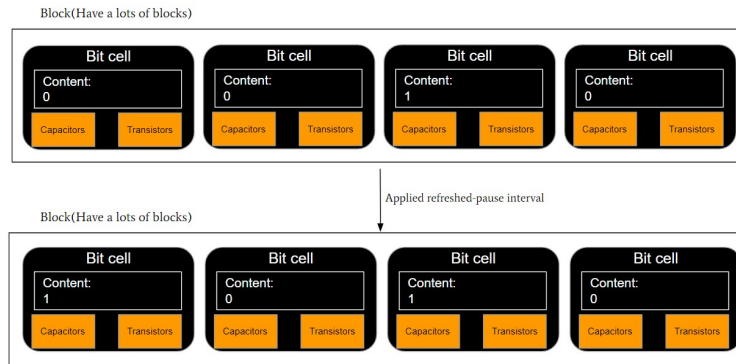 Block(Have a lots of blocks)
Bit cell Bit cell Bit cell Bit cell
Content: Content: Content: Content:
0 0 1 0
Capacitors Transistors Capacitors Transistors Capacitors Transistors Capacitors Transistors
Applied refreshed-pause interval
Block(Have a lots of blocks)
Bit cell Bit cell Bit cell Bit cell
Content: Content: Content: Content:
1 0 1 0
Capacitors Transistors Capacitors Transistors Capacitors Transistors Capacitors Transistors